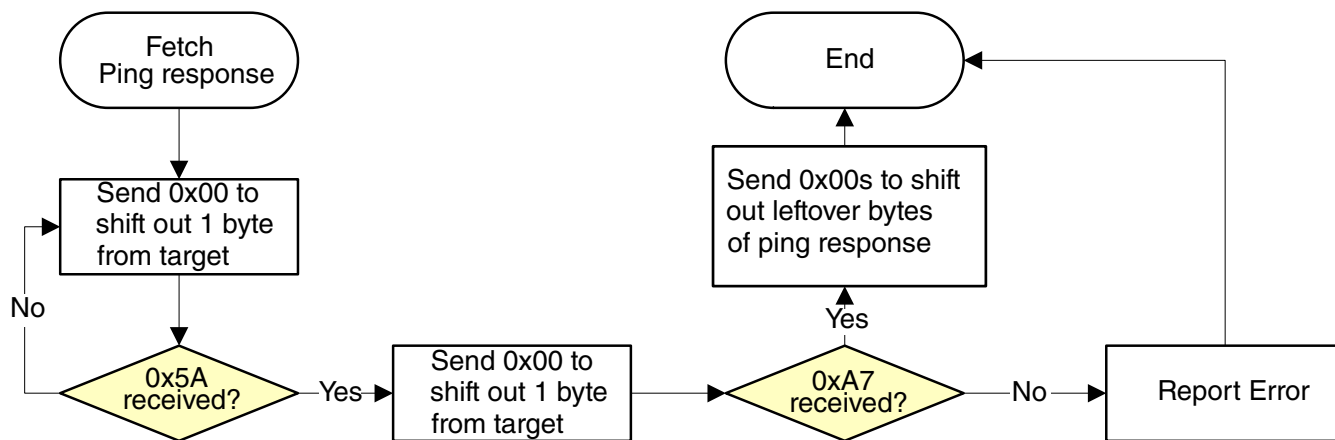 Fetch
Ping response
Send 0x00 to
shift out 1 byte
from target
No
0x5A
received?
Yes
Send 0x00 to
shift out 1 byte
from target
0xA7
received?
Yes
Send 0x00s to shift
out leftover bytes
of ping response
End
No
Report Error